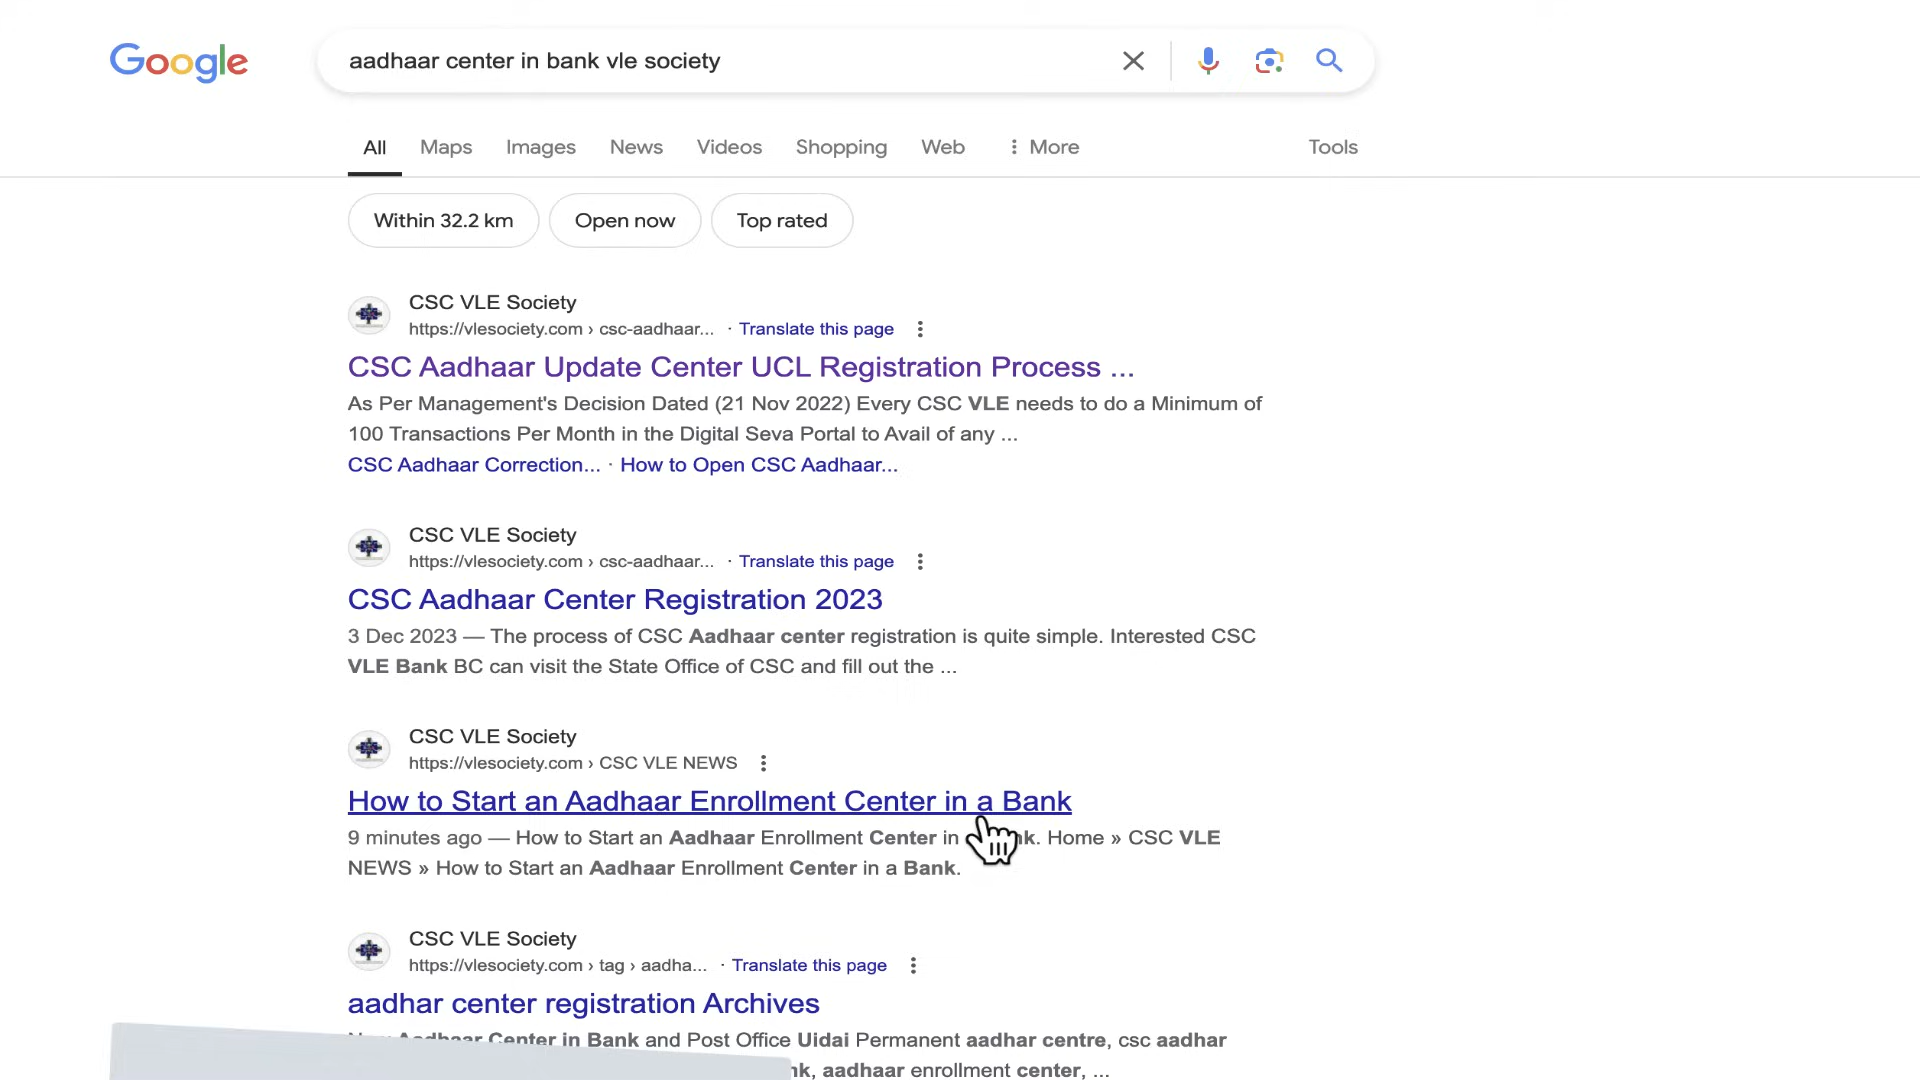 Google
aadhaar center in bank vle society
All Maps Images News Videos Shopping Web More Tools
Within 32.2 km Open now Top rated
CSC VLE Society
https://vlesociety.com › csc-aadhaar... · Translate this page
CSC Aadhaar Update Center UCL Registration Process ...
As Per Management's Decision Dated (21 Nov 2022) Every CSC VLE needs to do a Minimum of
100 Transactions Per Month in the Digital Seva Portal to Avail of any ...
CSC Aadhaar Correction... · How to Open CSC Aadhaar...
CSC VLE Society
https://vlesociety.com › csc-aadhaar... · Translate this page
CSC Aadhaar Center Registration 2023
3 Dec 2023 — The process of CSC Aadhaar center registration is quite simple. Interested CSC
VLE Bank BC can visit the State Office of CSC and fill out the ...
CSC VLE Society
https://vlesociety.com › CSC VLE NEWS
How to Start an Aadhaar Enrollment Center in a Bank
9 minutes ago — How to Start an Aadhaar Enrollment Center in Home » CSC VLE
NEWS » How to Start an Aadhaar Enrollment Center in a Bank.
CSC VLE Society
https://vlesociety.com › tag › aadha... · Translate this page
aadhar center registration Archives
Aadhaar Center in Bank and Post Office Uidai Permanent aadhar centre, csc aadhar
aadhaar enrollment center, ...